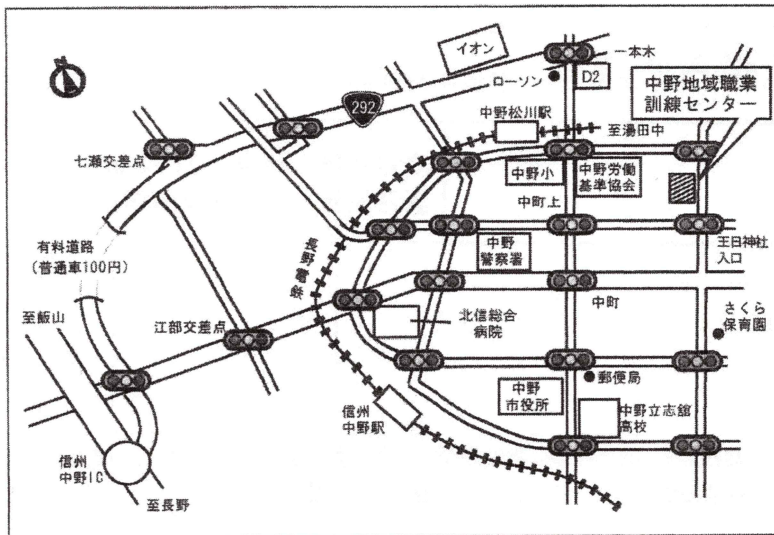 イオン
一本木
ローソン
D2
中野地域職業
訓練センター
292
中野松川駅
至湯田中
七瀬交差点
中野小
中野労働
基準協会
中町上
有料道路
(普通車100円)
長野電鉄
中野
警察署
王日神社
入口
至飯山
江部交差点
北信総合
病院
中町
さくら
保育園
郵便局
信州
中野駅
中野
市役所
中野立志館
高校
信州
中野IC
至長野